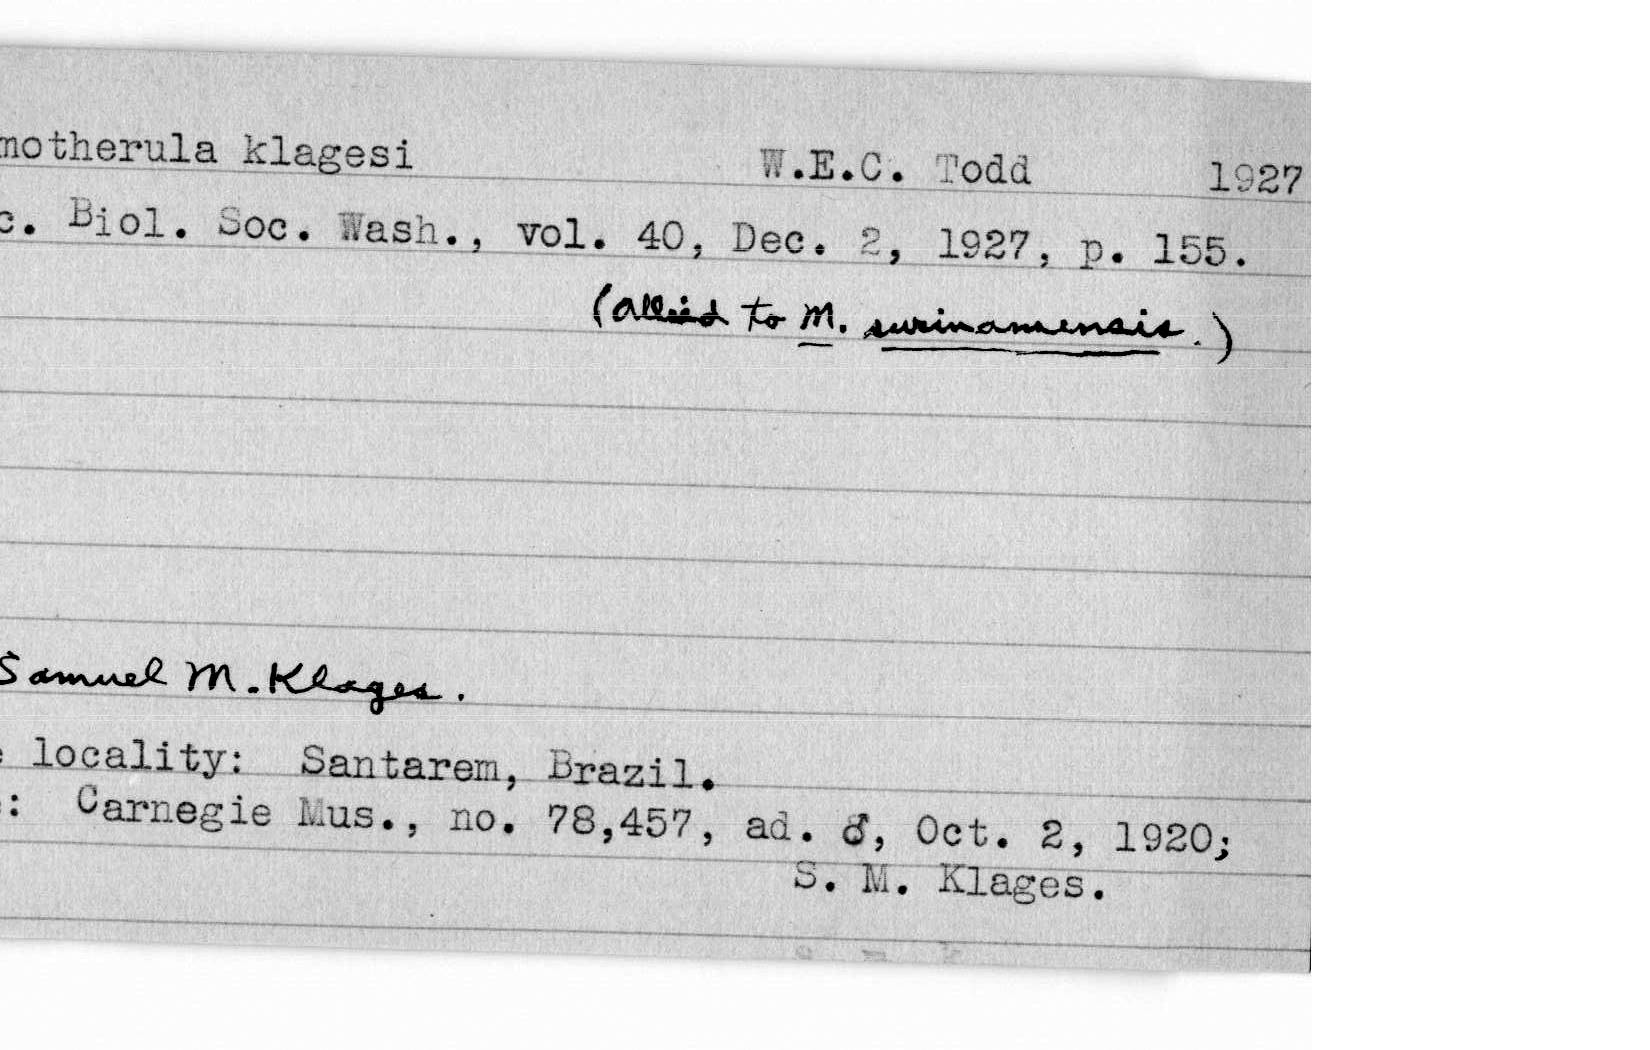 motherula klagesi W.E.C. Todd 1927
c. Biol. Soc. Wash., vol. 40, Dec. 2, 1927, p. 155.
(allied to M. surinamensis.)
Samuel M. Klages.
e locality: Santarem, Brazil.
: Carnegie Mus., no. 78,457, ad. ♂, Oct. 2, 1920;
S. M. Klages.